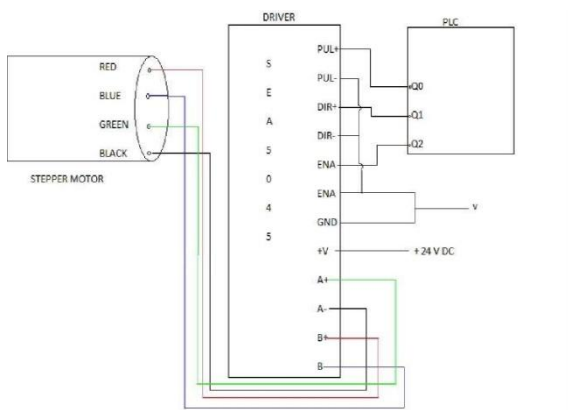 DRIVER
PLC
RED
BLUE
GREEN
BLACK
STEPPER MOTOR
S
E
A
5
0
4
5
PUL+
PUL-
DIR+
DIR-
ENA
ENA
GND
+V
A+
A-
B+
B
Q0
Q1
Q2
V
+ 24 V DC